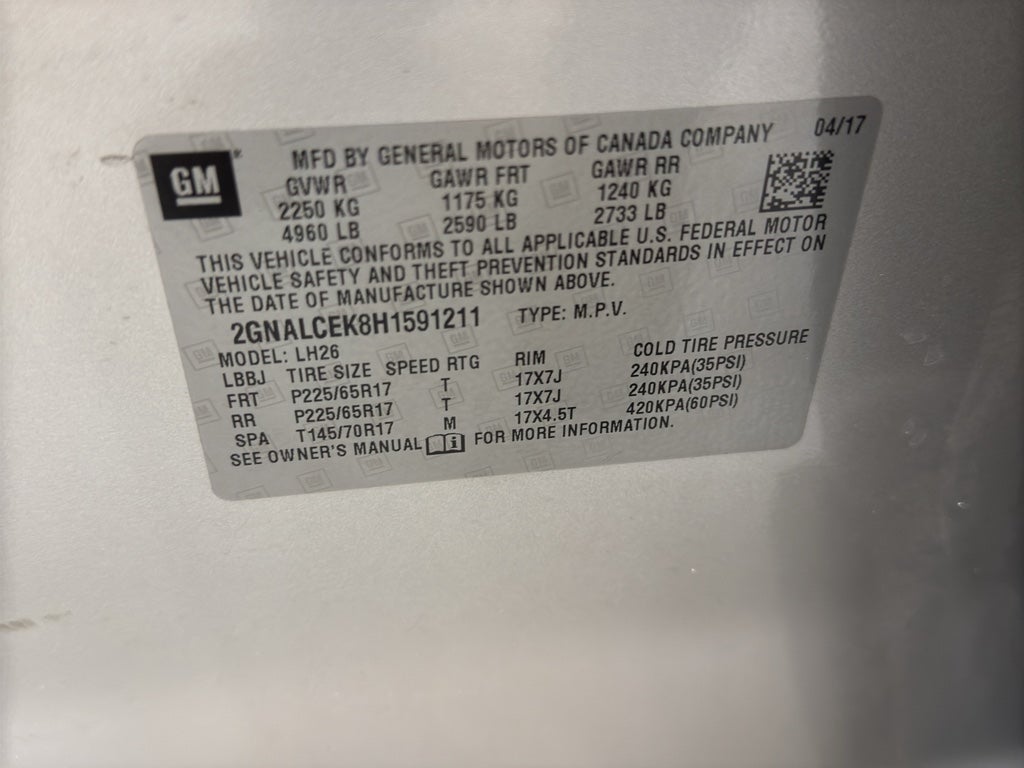 GM
MFD BY GENERAL MOTORS OF CANADA COMPANY 04/17
GVWR GAWR FRT GAWR RR
2250 KG 1175 KG 1240 KG
4960 LB 2590 LB 2733 LB
THIS VEHICLE CONFORMS TO ALL APPLICABLE U.S. FEDERAL MOTOR
VEHICLE SAFETY AND THEFT PREVENTION STANDARDS IN EFFECT ON
THE DATE OF MANUFACTURE SHOWN ABOVE.
2GNALCEK8H1591211 TYPE: M.P.V.
MODEL: LH26
LBBJ TIRE SIZE SPEED RTG RIM COLD TIRE PRESSURE
FRT P225/65R17 T 17X7J 240KPA(35PSI)
RR P225/65R17 T 17X7J 240KPA(35PSI)
SPA T145/70R17 M 17X4.5T 420KPA(60PSI)
SEE OWNER'S MANUAL i FOR MORE INFORMATION.